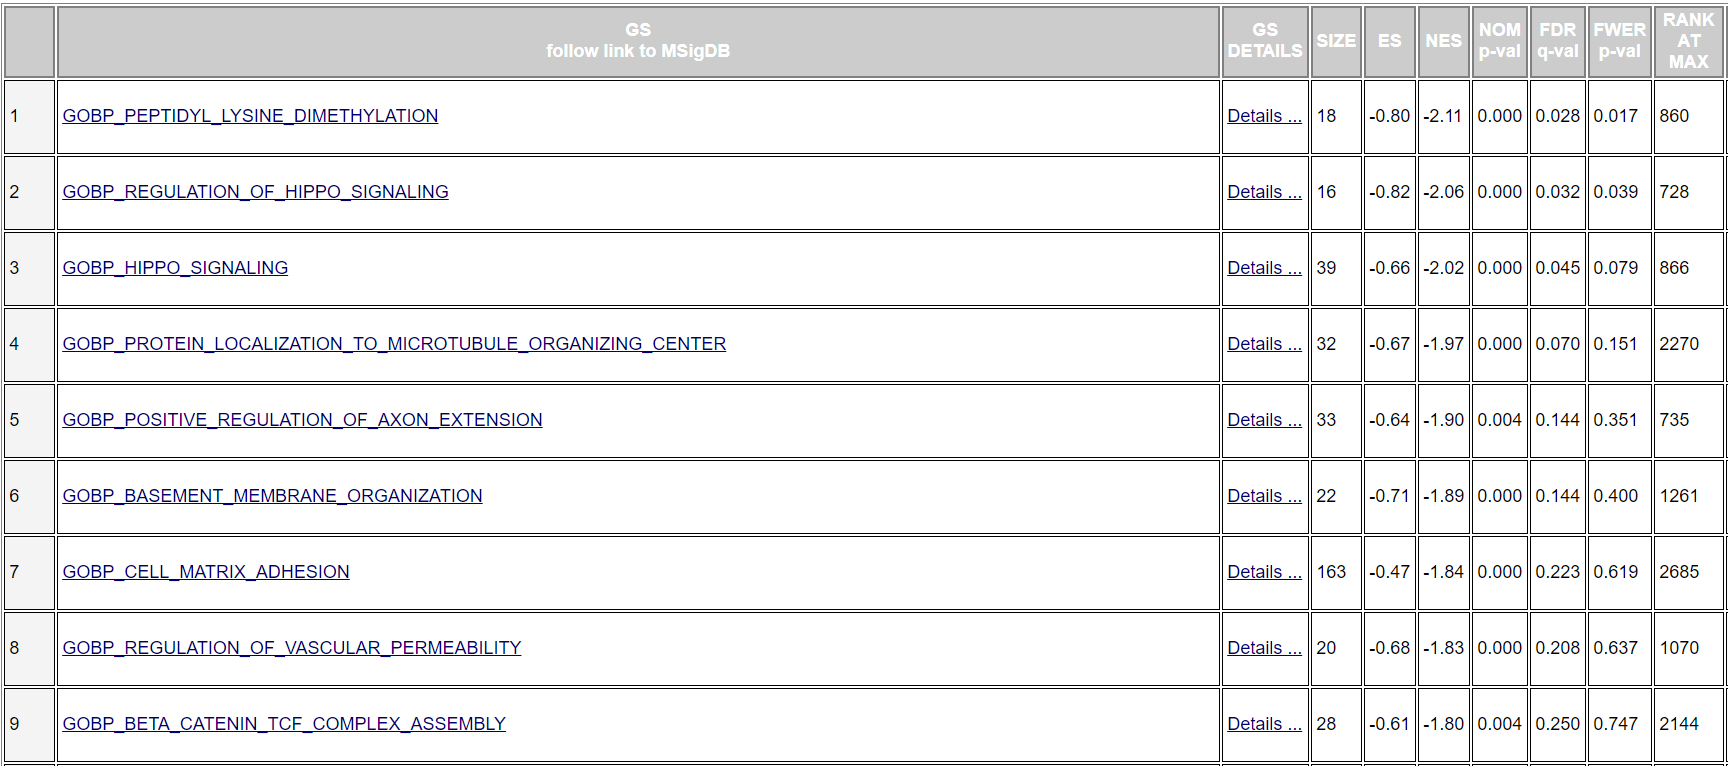 GS
follow link to MSigDB
GS
DETAILS
SIZE
ES
NES
NOM
p-val
FDR
q-val
FWER
p-val
RANK
AT
MAX
1 GOBP_PEPTIDYL_LYSINE_DIMETHYLATION Details ... 18 -0.80 -2.11 0.000 0.028 0.017 860
2 GOBP_REGULATION_OF_HIPPO_SIGNALING Details ... 16 -0.82 -2.06 0.000 0.032 0.039 728
3 GOBP_HIPPO_SIGNALING Details ... 39 -0.66 -2.02 0.000 0.045 0.079 866
4 GOBP_PROTEIN_LOCALIZATION_TO_MICROTUBULE_ORGANIZING_CENTER Details ... 32 -0.67 -1.97 0.000 0.070 0.151 2270
5 GOBP_POSITIVE_REGULATION_OF_AXON_EXTENSION Details ... 33 -0.64 -1.90 0.004 0.144 0.351 735
6 GOBP_BASEMENT_MEMBRANE_ORGANIZATION Details ... 22 -0.71 -1.89 0.000 0.144 0.400 1261
7 GOBP_CELL_MATRIX_ADHESION Details ... 163 -0.47 -1.84 0.000 0.223 0.619 2685
8 GOBP_REGULATION_OF_VASCULAR_PERMEABILITY Details ... 20 -0.68 -1.83 0.000 0.208 0.637 1070
9 GOBP_BETA_CATENIN_TCF_COMPLEX_ASSEMBLY Details ... 28 -0.61 -1.80 0.004 0.250 0.747 2144